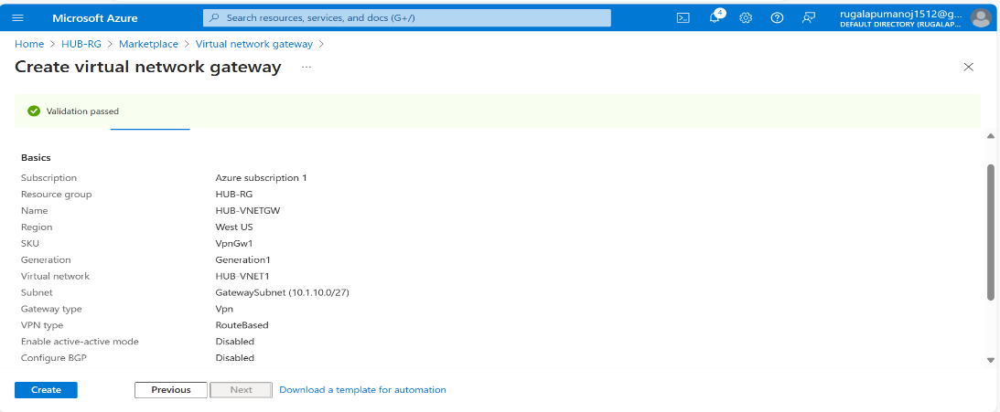 Microsoft Azure
Search resources, services, and docs (G+/)
4
rugalapumanoj1512@g...
DEFAULT DIRECTORY (RUGALAP...
Home > HUB-RG > Marketplace > Virtual network gateway >
Create virtual network gateway ...
Validation passed
Basics
Subscription Azure subscription 1
Resource group HUB-RG
Name HUB-VNETGW
Region West US
SKU VpnGw1
Generation Generation1
Virtual network HUB-VNET1
Subnet GatewaySubnet (10.1.10.0/27)
Gateway type Vpn
VPN type RouteBased
Enable active-active mode Disabled
Configure BGP Disabled
Create Previous Next Download a template for automation